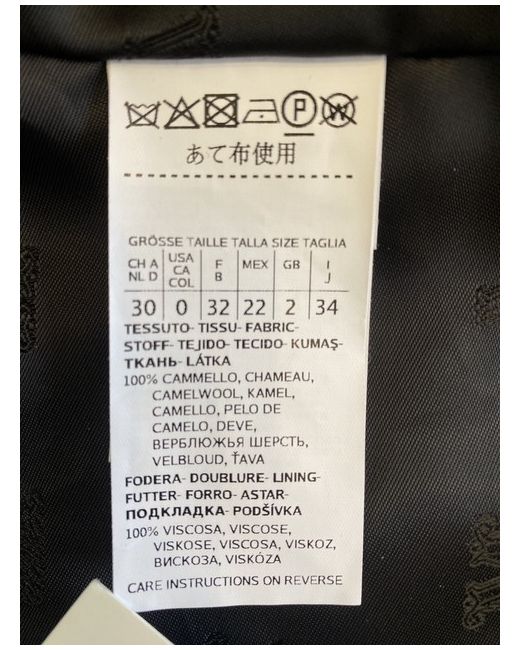 P W
あて布使用
GRÖSSE TAILLE TALLA SIZE TAGLIA
CH A NL D USA CA COL F B MEX GB I J
30 0 32 22 2 34
TESSUTO- TISSU- FABRIC-
STOFF- TEJIDO- TECIDO- KUMAŞ-
ТКАНЬ- LÁTKA
100% CAMMELLO, CHAMEAU,
CAMELWOOL, KAMEL,
CAMELLO, PELO DE
CAMELO, DEVE,
ВЕРБЛЮЖЬЯ ШЕРСТЬ,
VELBLOUD, ŤAVA
FODERA- DOUBLURE- LINING-
FUTTER- FORRO- ASTAR-
ПОДКЛАДКА- PODŠÍVKA
100% VISCOSA, VISCOSE,
VISKOSE, VISCOSA, VISKOZ,
ВИСКОЗА, VISKÓZA
CARE INSTRUCTIONS ON REVERSE